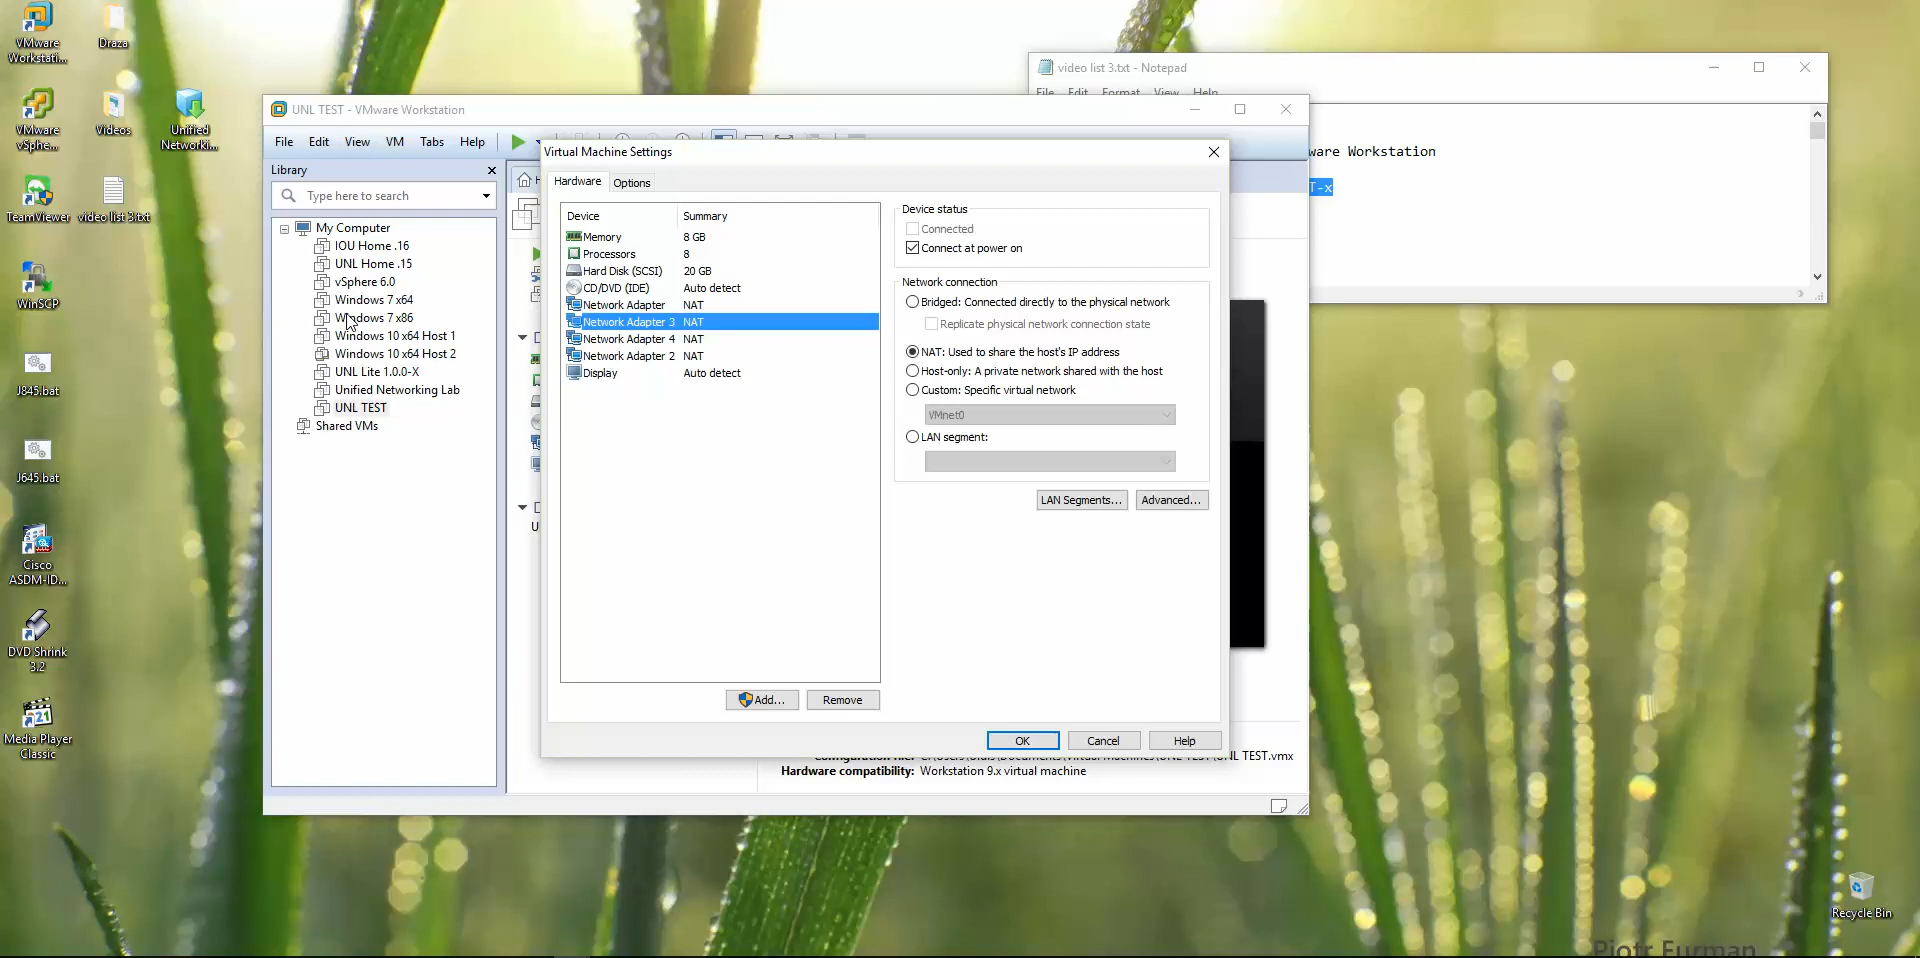 VMware
Workstati...
Draza
VMware
vSphe...
Videos
Unified
Networki...
TeamViewer
video list 3.txt
WinSCP
J845.bat
J645.bat
Cisco
ASDM-ID...
DVD Shrink
3.2
Media Player
Classic
Recycle Bin
video list 3.txt - Notepad
File Edit Format View Help
ware Workstation
T-x
UNL TEST - VMware Workstation
File Edit View VM Tabs Help
Library
Type here to search
My Computer
IOU Home .16
UNL Home .15
vSphere 6.0
Windows 7 x64
Windows 7 x86
Windows 10 x64 Host 1
Windows 10 x64 Host 2
UNL Lite 1.0.0-X
Unified Networking Lab
UNL TEST
Shared VMs
Virtual Machine Settings
Hardware Options
Device Summary
Memory 8 GB
Processors 8
Hard Disk (SCSI) 20 GB
CD/DVD (IDE) Auto detect
Network Adapter NAT
Network Adapter 3 NAT
Network Adapter 4 NAT
Network Adapter 2 NAT
Display Auto detect
Add... Remove
Device status
Connected
Connect at power on
Network connection
Bridged: Connected directly to the physical network
Replicate physical network connection state
NAT: Used to share the host's IP address
Host-only: A private network shared with the host
Custom: Specific virtual network
VMnet0
LAN segment:
LAN Segments... Advanced...
OK Cancel Help
UNL TEST.vmx
Hardware compatibility: Workstation 9.x virtual machine
Piotr Furman